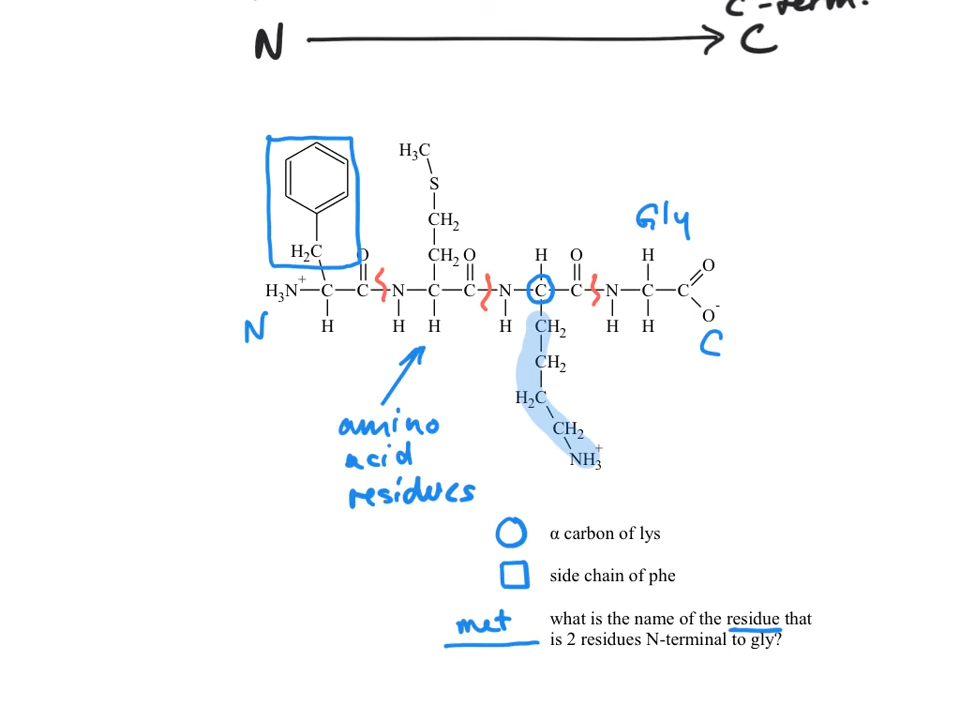 C-term.
N C
H₃C
S
CH₂
Gly
H₂C O CH₂ O H O H O
H₃N⁺—C—C—N—C—C—N—C—C—N—C—C
O⁻
H H H H CH₂ H H
N C
CH₂
H₂C
amino
CH₂
acid
NH₃⁺
residues
α carbon of lys
side chain of phe
met what is the name of the residue that
is 2 residues N-terminal to gly?